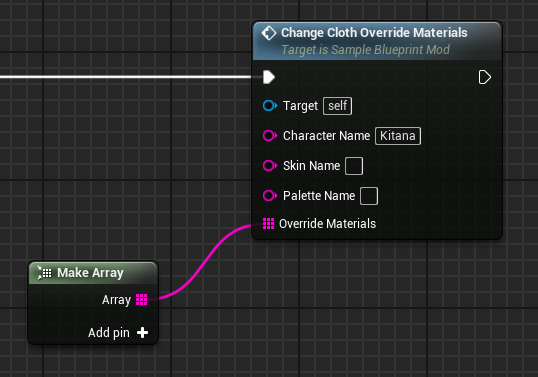 Change Cloth Override Materials
Target is Sample Blueprint Mod
Target self
Character Name Kitana
Skin Name
Palette Name
Override Materials
Make Array
Array
Add pin